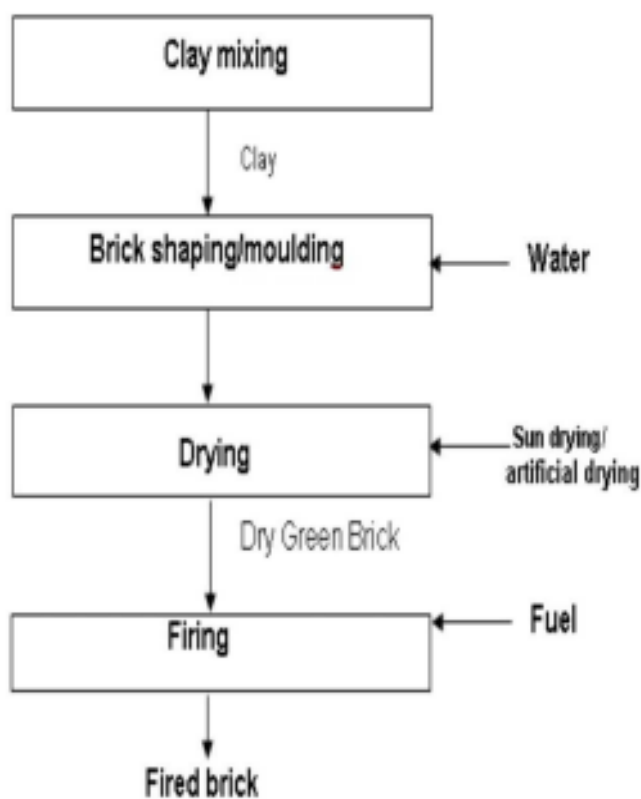 Clay mixing
Clay
Brick shaping/moulding
Water
Drying
Sun drying/
artificial drying
Dry Green Brick
Firing
Fuel
Fired brick